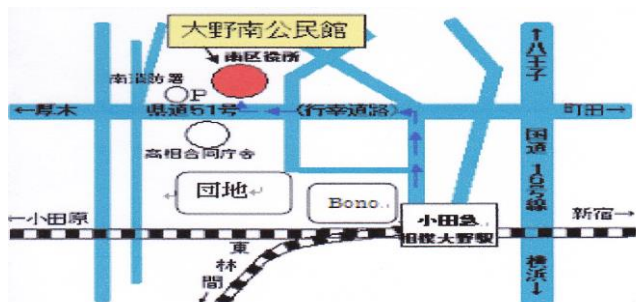 大野南公民館
南区役所
南消防署
P
←厚木
県道51号
(行幸道路)
町田→
↑八王子
国道
16号線
横浜↓
高相合同庁舎
団地
Bono
小田急
相模大野駅
←小田原
新宿→
東林間